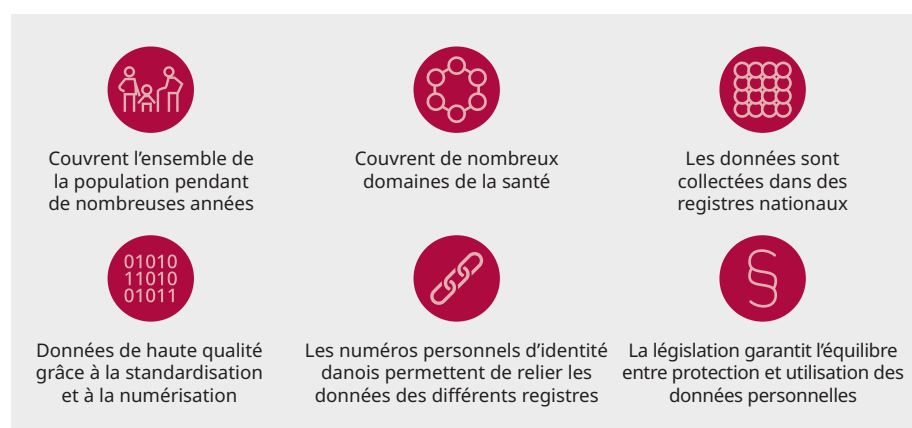 Couvrent l'ensemble de
la population pendant
de nombreuses années
Couvrent de nombreux
domaines de la santé
Les données sont
collectées dans des
registres nationaux
01010
11010
01011
Données de haute qualité
grâce à la standardisation
et à la numérisation
Les numéros personnels d'identité
danois permettent de relier les
données des différents registres
§
La législation garantit l'équilibre
entre protection et utilisation des
données personnelles